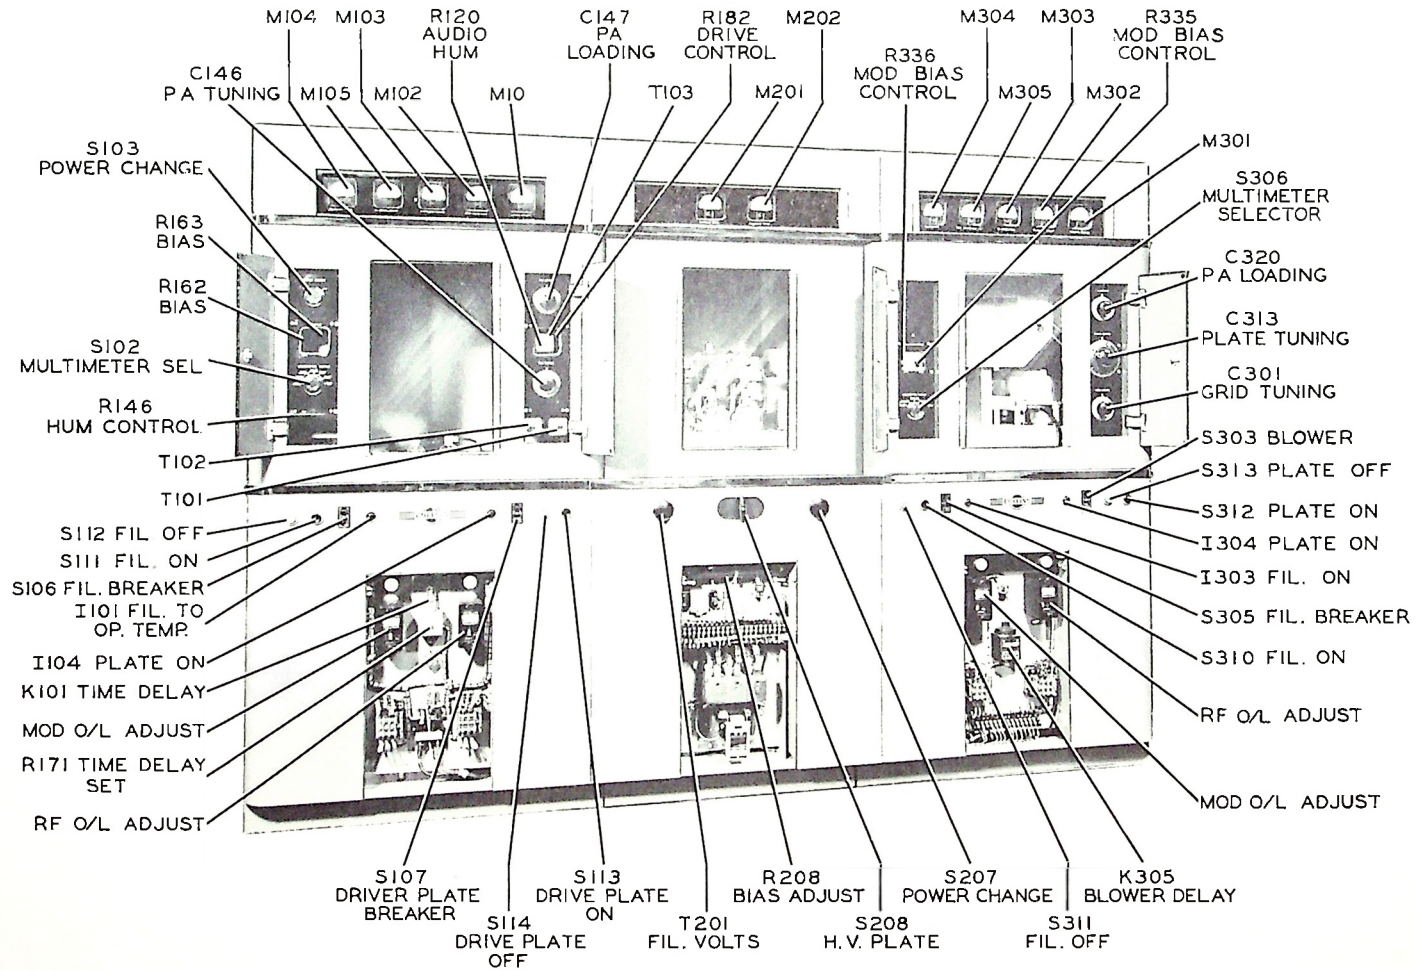 M104
M103
R120
AUDIO
HUM
C147
PA
LOADING
R182
DRIVE
CONTROL
M202
M304
M303
R335
MOD BIAS
CONTROL
C146
PA TUNING
M105
M102
M10
T103
M201
R336
MOD BIAS
CONTROL
M305
M302
S103
POWER CHANGE
M301
R163
BIAS
S306
MULTIMETER
SELECTOR
R162
BIAS
C320
PA LOADING
S102
MULTIMETER SEL
C313
PLATE TUNING
R146
HUM CONTROL
C301
GRID TUNING
T102
S303 BLOWER
T101
S313 PLATE OFF
S112 FIL OFF
S312 PLATE ON
S111 FIL. ON
I304 PLATE ON
S106 FIL. BREAKER
I303 FIL. ON
I101 FIL. TO
OP. TEMP.
S305 FIL. BREAKER
I104 PLATE ON
S310 FIL. ON
K101 TIME DELAY
MOD O/L ADJUST
RF O/L ADJUST
R171 TIME DELAY
SET
RF O/L ADJUST
MOD O/L ADJUST
S107
DRIVER PLATE
BREAKER
S113
DRIVE PLATE
ON
R208
BIAS ADJUST
S207
POWER CHANGE
K305
BLOWER DELAY
S114
DRIVE PLATE
OFF
T201
FIL. VOLTS
S208
H.V. PLATE
S311
FIL. OFF